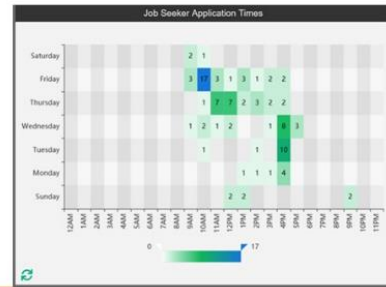 Job Seeker Application Times
Saturday 2 1
Friday 3 17 3 1 3 1 2 2
Thursday 1 7 7 2 3 2 2
Wednesday 1 2 1 2 1 8 3
Tuesday 1 1 10
Monday 1 1 1 4
Sunday 2 2 2
12AM 1AM 2AM 3AM 4AM 5AM 6AM 7AM 8AM 9AM 10AM 11AM 12PM 1PM 2PM 3PM 4PM 5PM 6PM 7PM 8PM 9PM 10PM 11PM
0 17